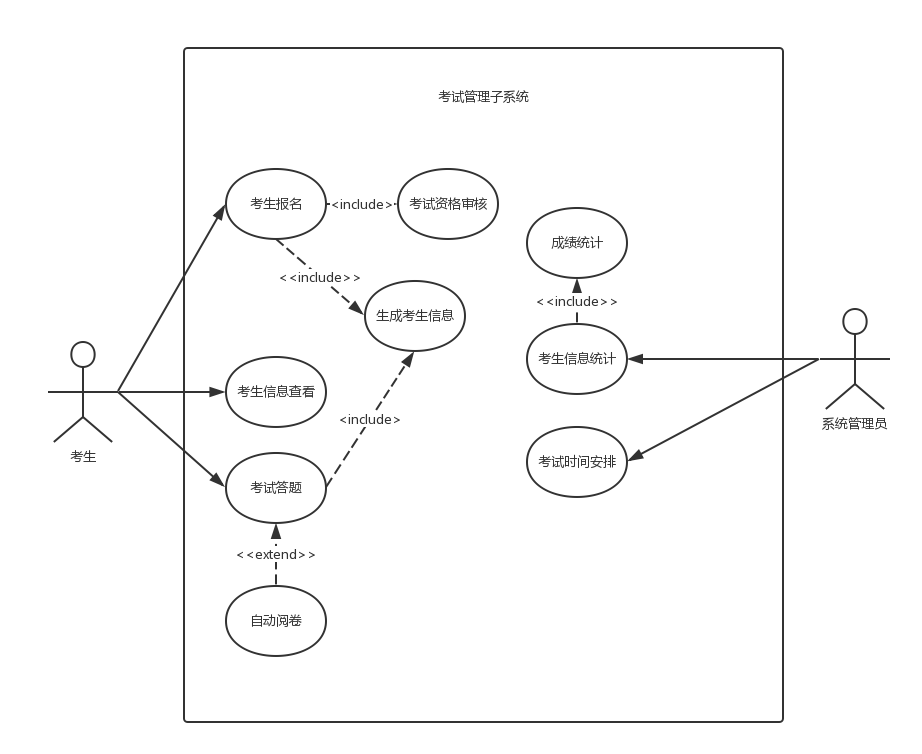 考试管理子系统
考生报名
<include>
考试资格审核
成绩统计
<<include>>
<<include>>
生成考生信息
考生信息统计
考生信息查看
<include>
系统管理员
考生
考试时间安排
考试答题
<<extend>>
自动阅卷